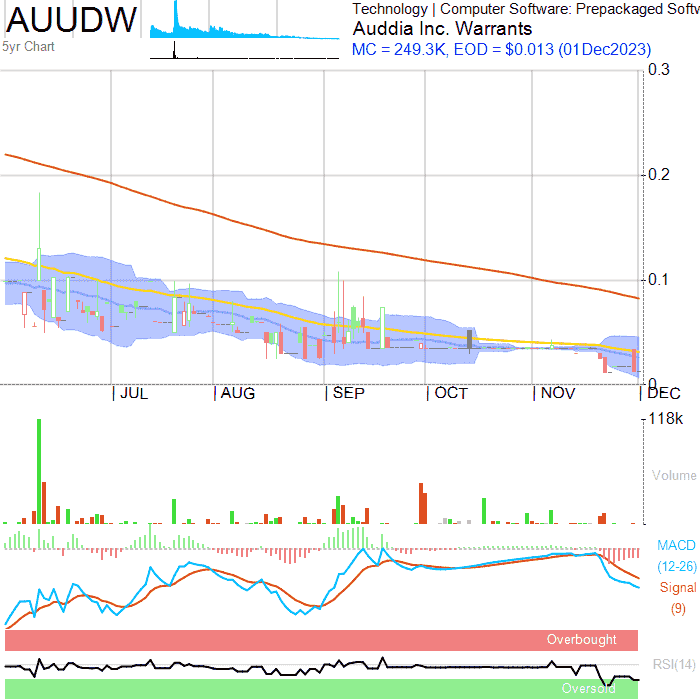 AUUDW
5yr Chart
Technology | Computer Software: Prepackaged Softw
Auddia Inc. Warrants
MC = 249.3K, EOD = $0.013 (01Dec2023)
0.3
0.2
0.1
0
| JUL
| AUG
| SEP
| OCT
| NOV
| DEC
118k
Volume
MACD
(12-26)
Signal
(9)
Overbought
RSI(14)
Oversold